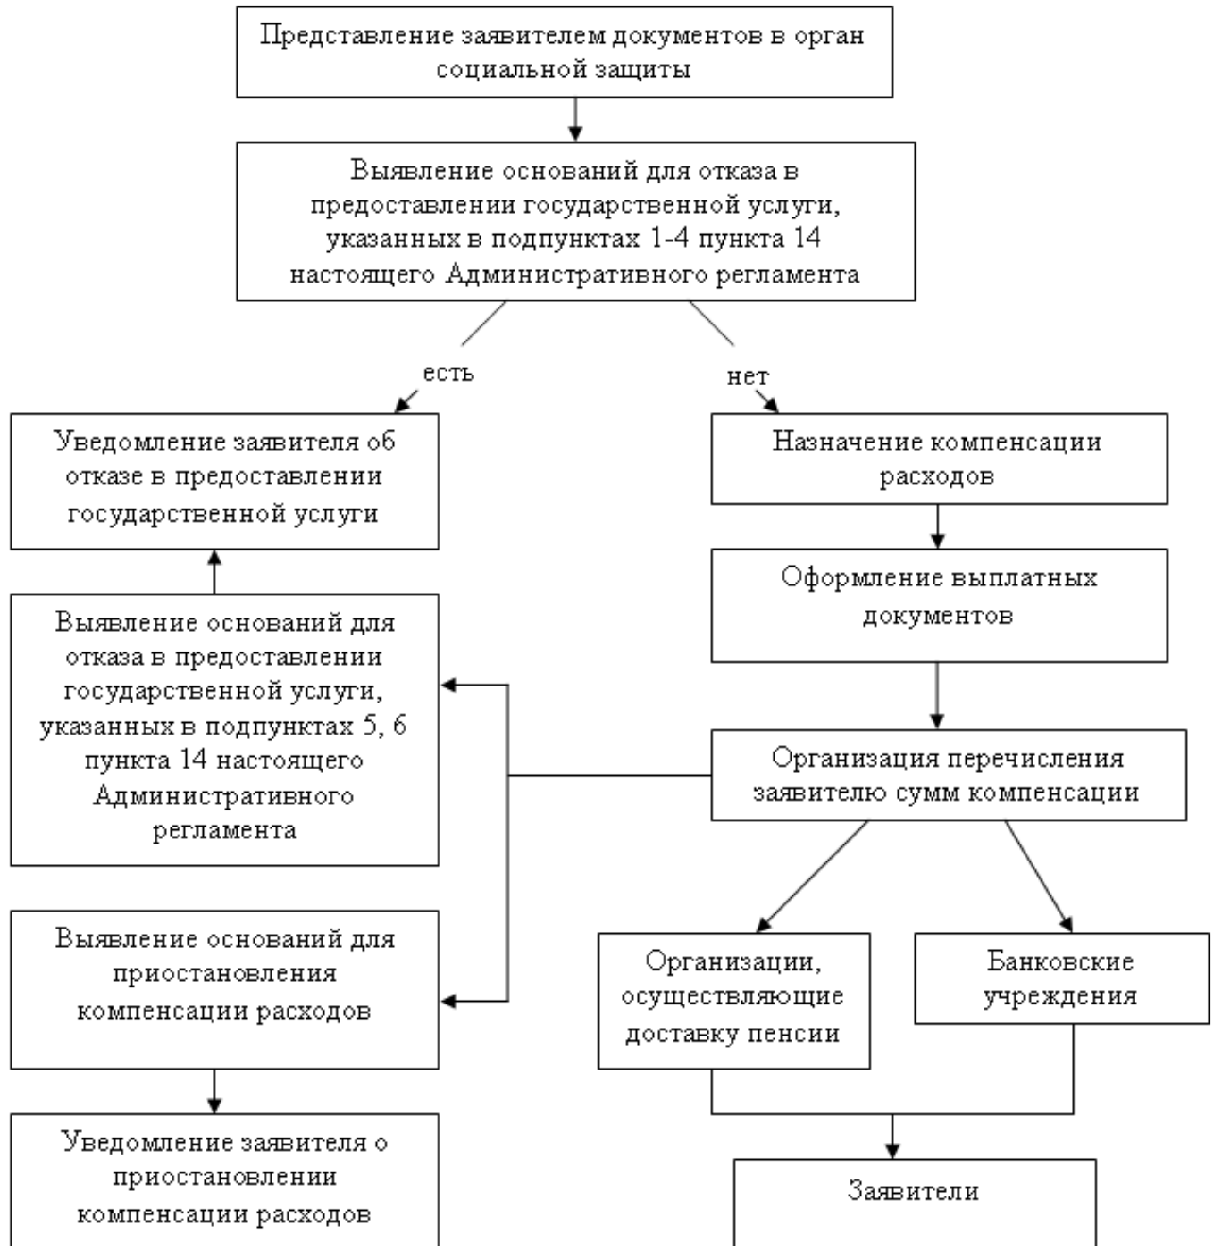 Представление заявителем документов в орган
социальной защиты
Выявление оснований для отказа в
предоставлении государственной услуги,
указанных в подпунктах 1-4 пункта 14
настоящего Административного регламента
есть
нет
Уведомление заявителя об
отказе в предоставлении
государственной услуги
Назначение компенсации
расходов
Оформление выплатных
документов
Выявление оснований для
отказа в предоставлении
государственной услуги,
указанных в подпунктах 5, 6
пункта 14 настоящего
Административного
регламента
Организация перечисления
заявителю сумм компенсации
Выявление оснований для
приостановления
компенсации расходов
Организации,
осуществляющие
доставку пенсии
Банковские
учреждения
Уведомление заявителя о
приостановлении
компенсации расходов
Заявители